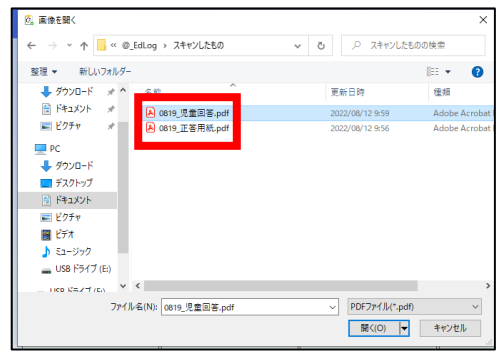 画像を開く
« @_EdLog > スキャンしたもの
スキャンしたものの検索
整理 新しいフォルダー
名前 更新日時 種類
0819_児童回答.pdf 2022/08/12 9:59 Adobe Acrobat
0819_正答用紙.pdf 2022/08/12 9:56 Adobe Acrobat
ダウンロード
ドキュメント
ピクチャ
PC
ダウンロード
デスクトップ
ドキュメント
ピクチャ
ビデオ
ミュージック
USB ドライブ (E:)
USB ドライブ (E:)
ファイル名(N): 0819_児童回答.pdf PDFファイル(*.pdf)
開く(O) キャンセル